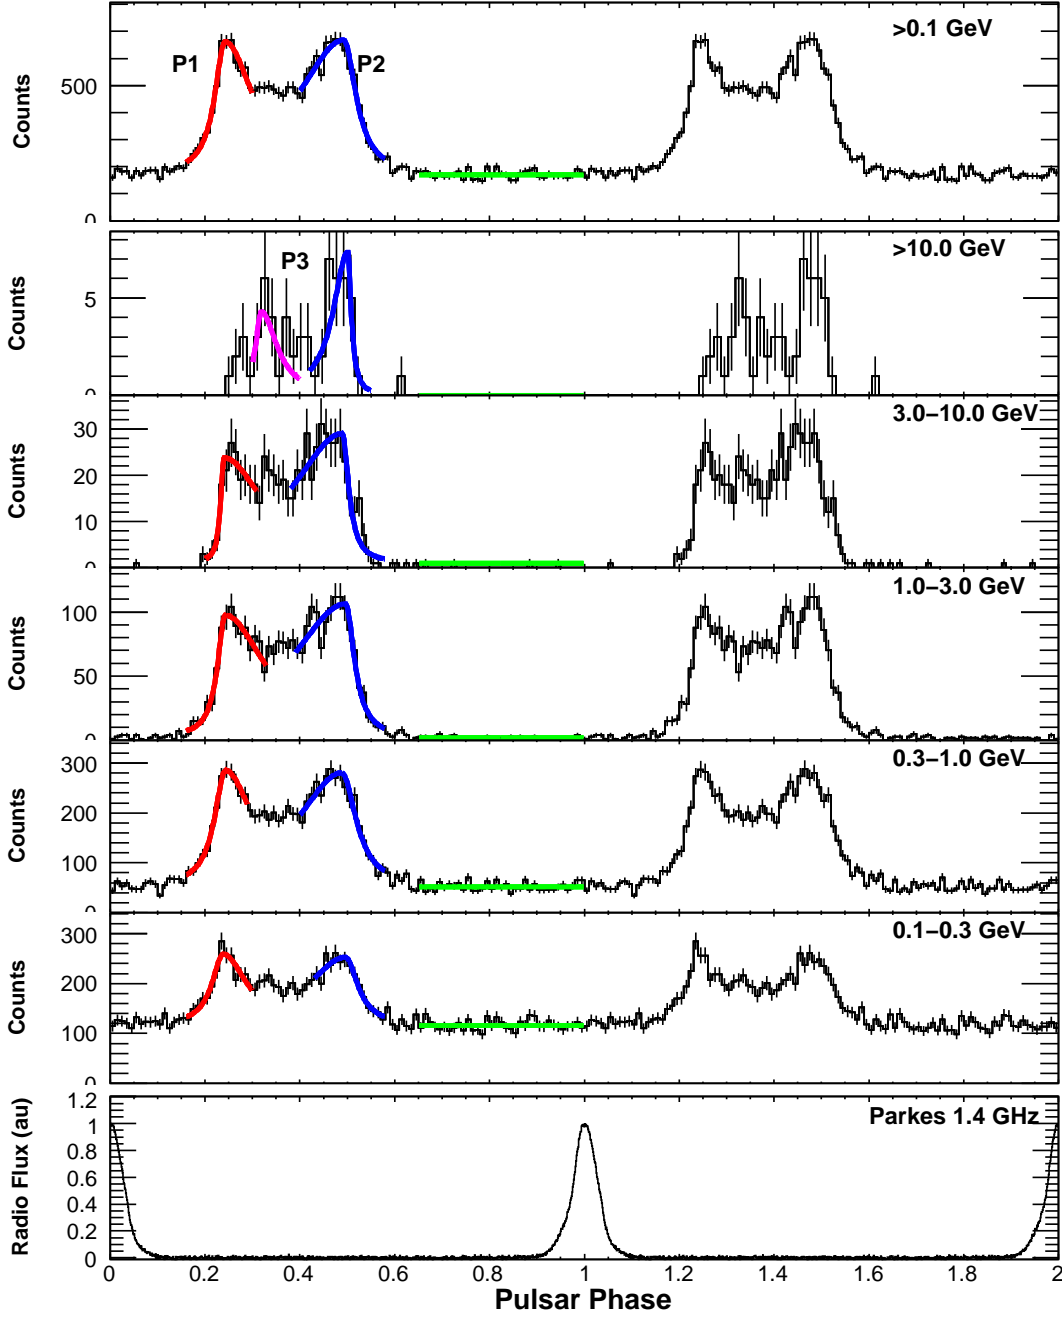 >0.1 GeV
P1
P2
Counts
500
0
>10.0 GeV
P3
Counts
5
0
3.0–10.0 GeV
Counts
30
20
10
0
1.0–3.0 GeV
Counts
100
50
0
0.3–1.0 GeV
Counts
300
200
100
0
0.1–0.3 GeV
Counts
300
200
100
0
Parkes 1.4 GHz
Radio Flux (au)
1.2
1
0.8
0.6
0.4
0.2
0
0 0.2 0.4 0.6 0.8 1 1.2 1.4 1.6 1.8 2
Pulsar Phase